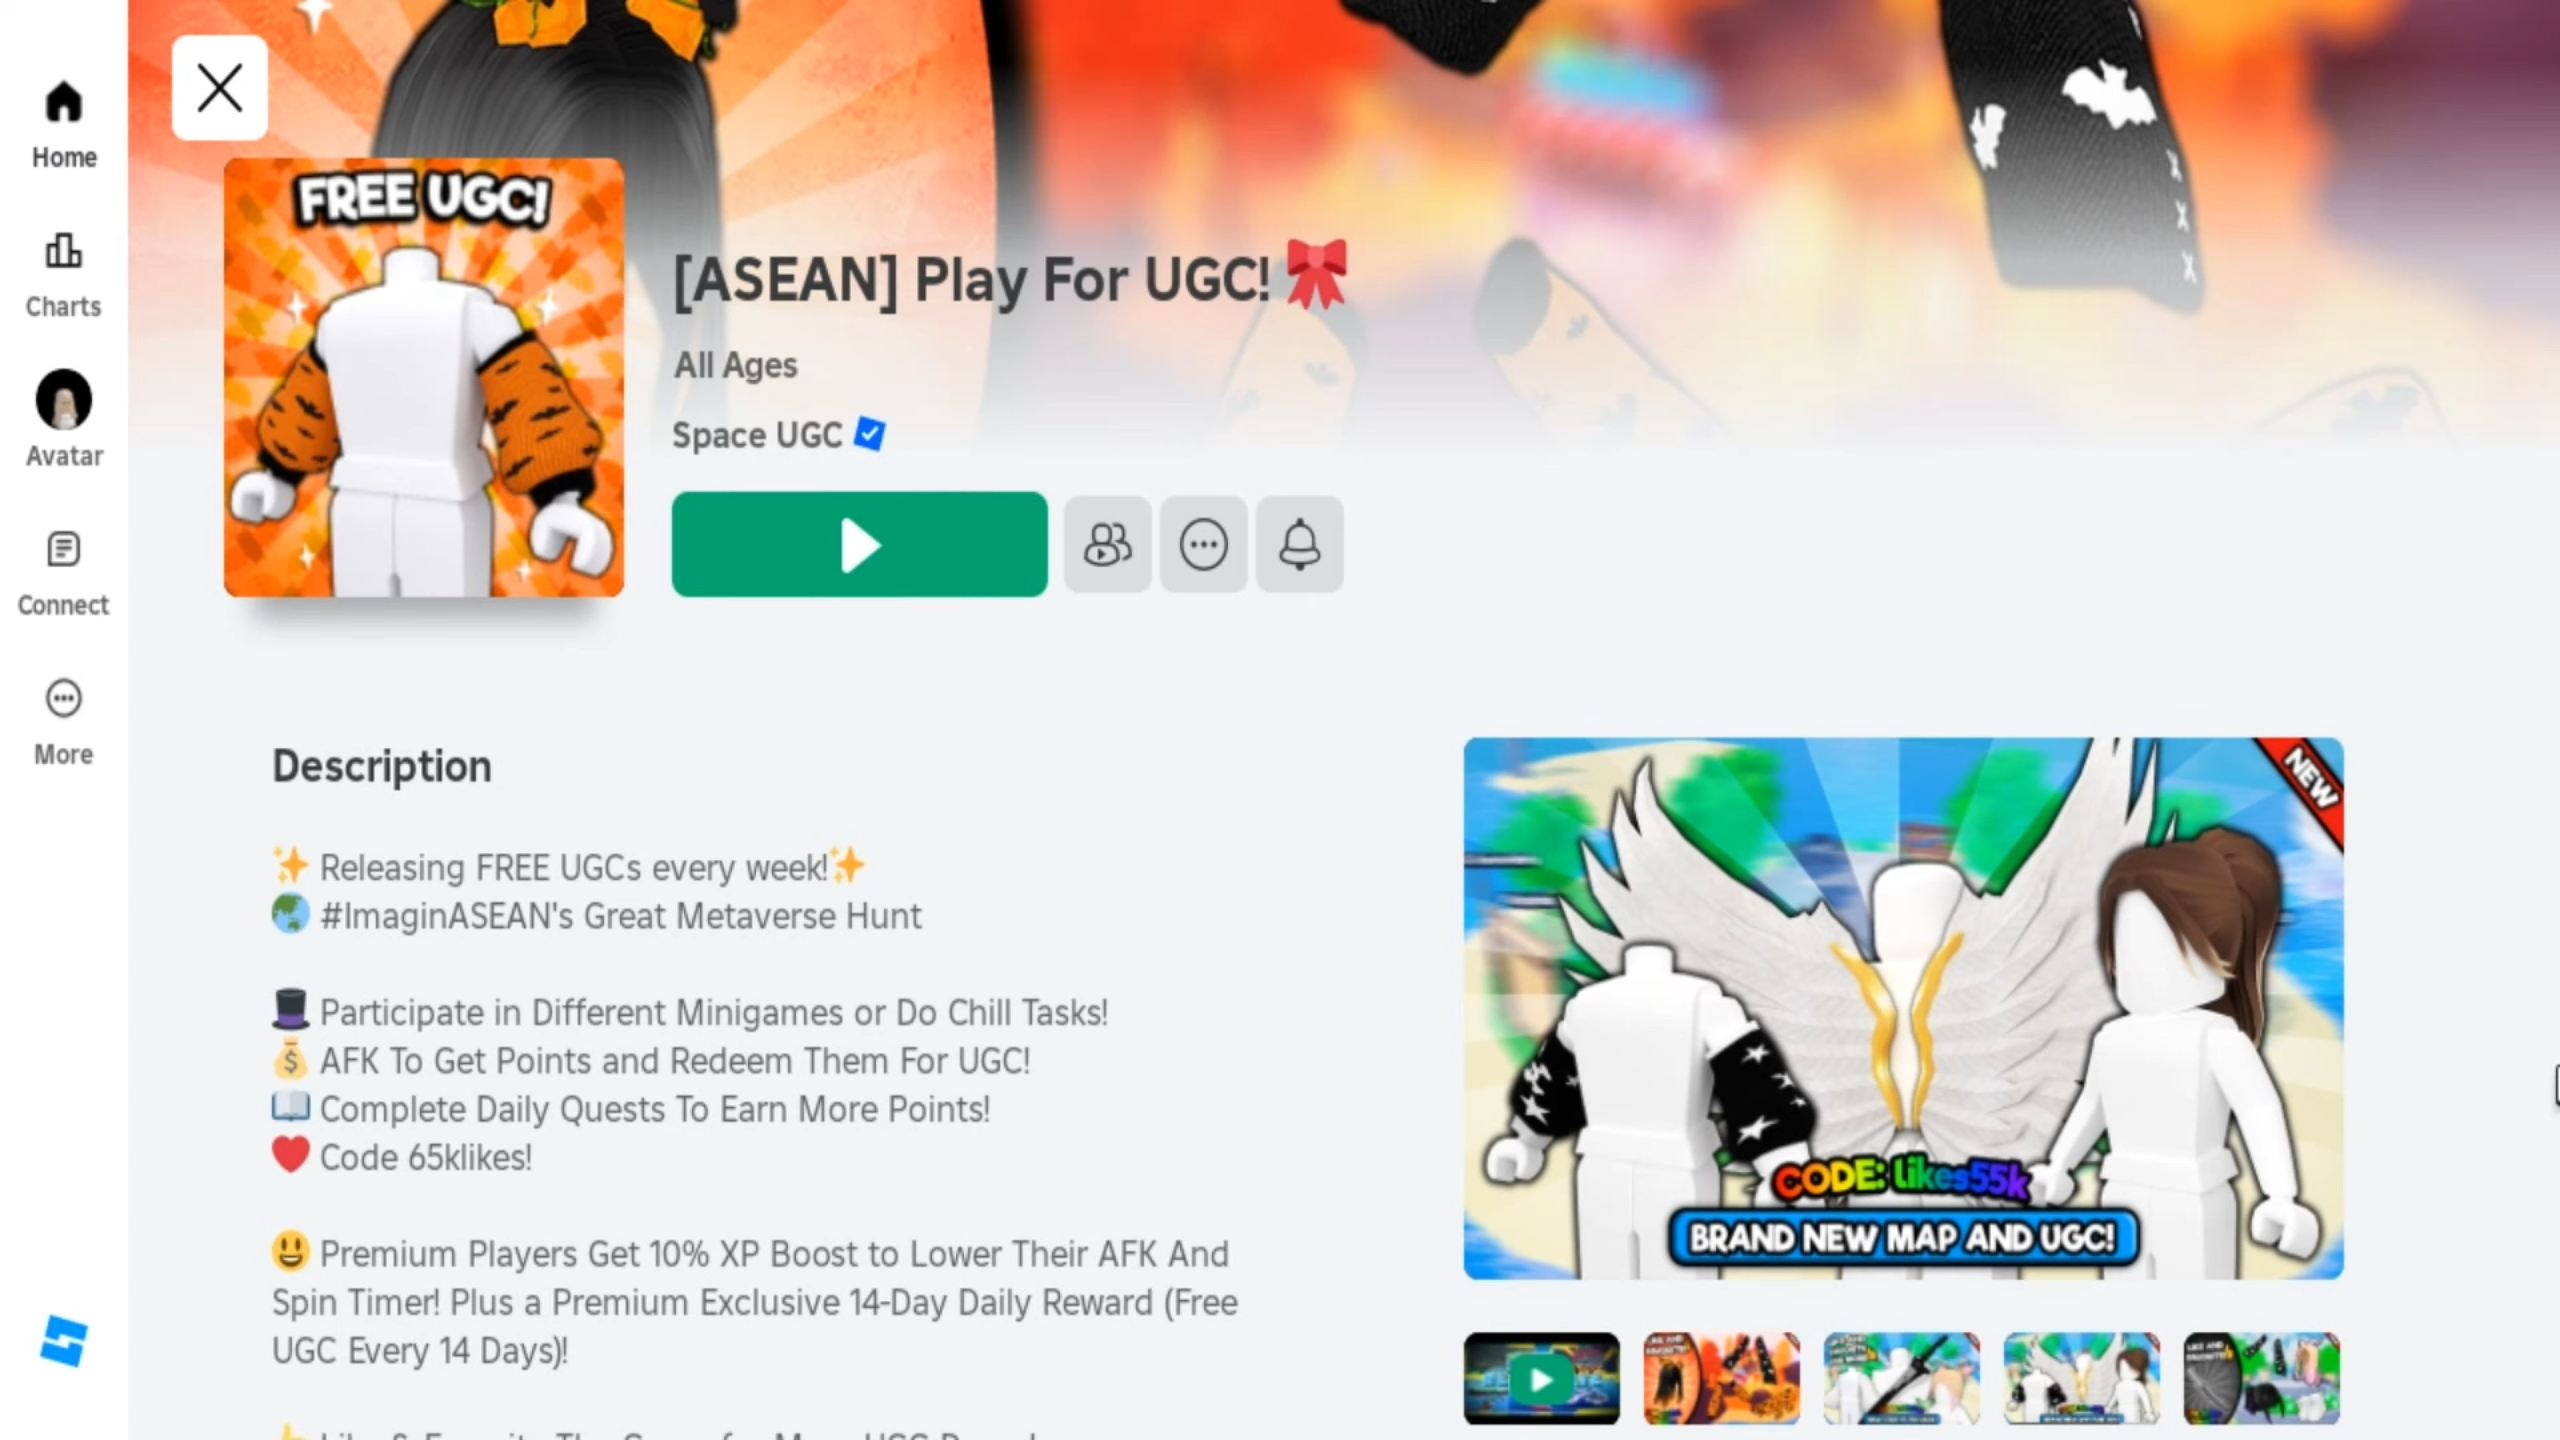 Home
Charts
Avatar
Connect
More
FREE UGC!
[ASEAN] Play For UGC! 🎀
All Ages
Space UGC
Description
✨ Releasing FREE UGCs every week!✨
🌏 #ImaginASEAN's Great Metaverse Hunt
🎩 Participate in Different Minigames or Do Chill Tasks!
💰 AFK To Get Points and Redeem Them For UGC!
📖 Complete Daily Quests To Earn More Points!
❤️ Code 65klikes!
😃 Premium Players Get 10% XP Boost to Lower Their AFK And
Spin Timer! Plus a Premium Exclusive 14-Day Daily Reward (Free
UGC Every 14 Days)!
NEW
CODE: likes55k
BRAND NEW MAP AND UGC!